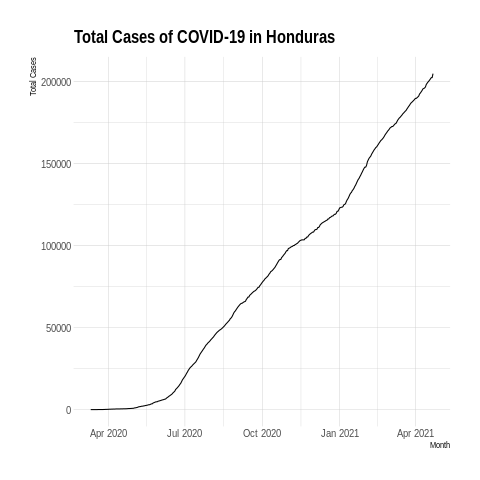 Total Cases of COVID-19 in Honduras
Total Cases
200000
150000
100000
50000
0
Apr 2020 Jul 2020 Oct 2020 Jan 2021 Apr 2021
Month